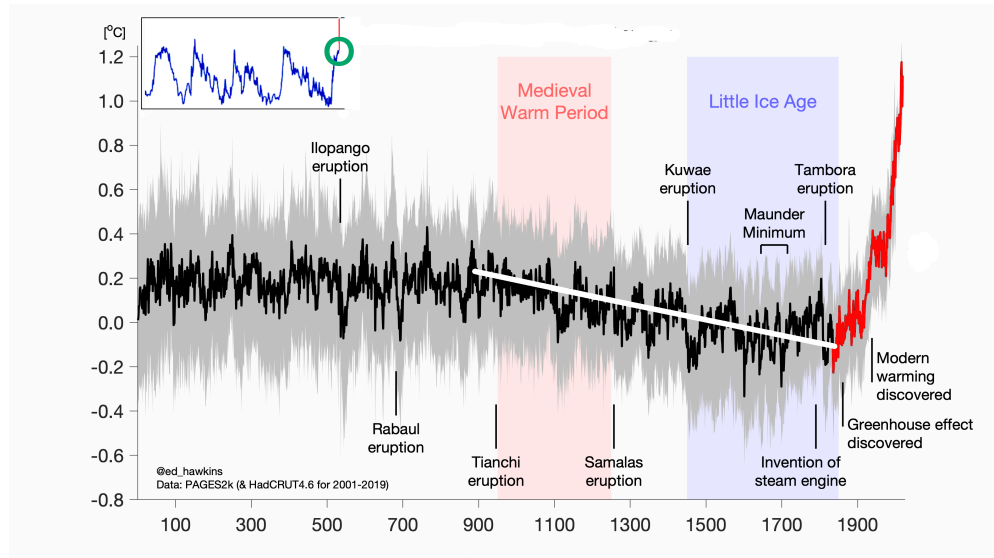 [°C]
1.2
1.0
0.8
0.6
0.4
0.2
0.0
-0.2
-0.4
-0.6
-0.8
Medieval
Warm Period
Little Ice Age
Ilopango
eruption
Kuwae
eruption
Tambora
eruption
Maunder
Minimum
Rabaul
eruption
Tianchi
eruption
Samalas
eruption
Invention of
steam engine
Modern
warming
discovered
Greenhouse effect
discovered
@ed_hawkins
Data: PAGES2k (& HadCRUT4.6 for 2001-2019)
100 300 500 700 900 1100 1300 1500 1700 1900